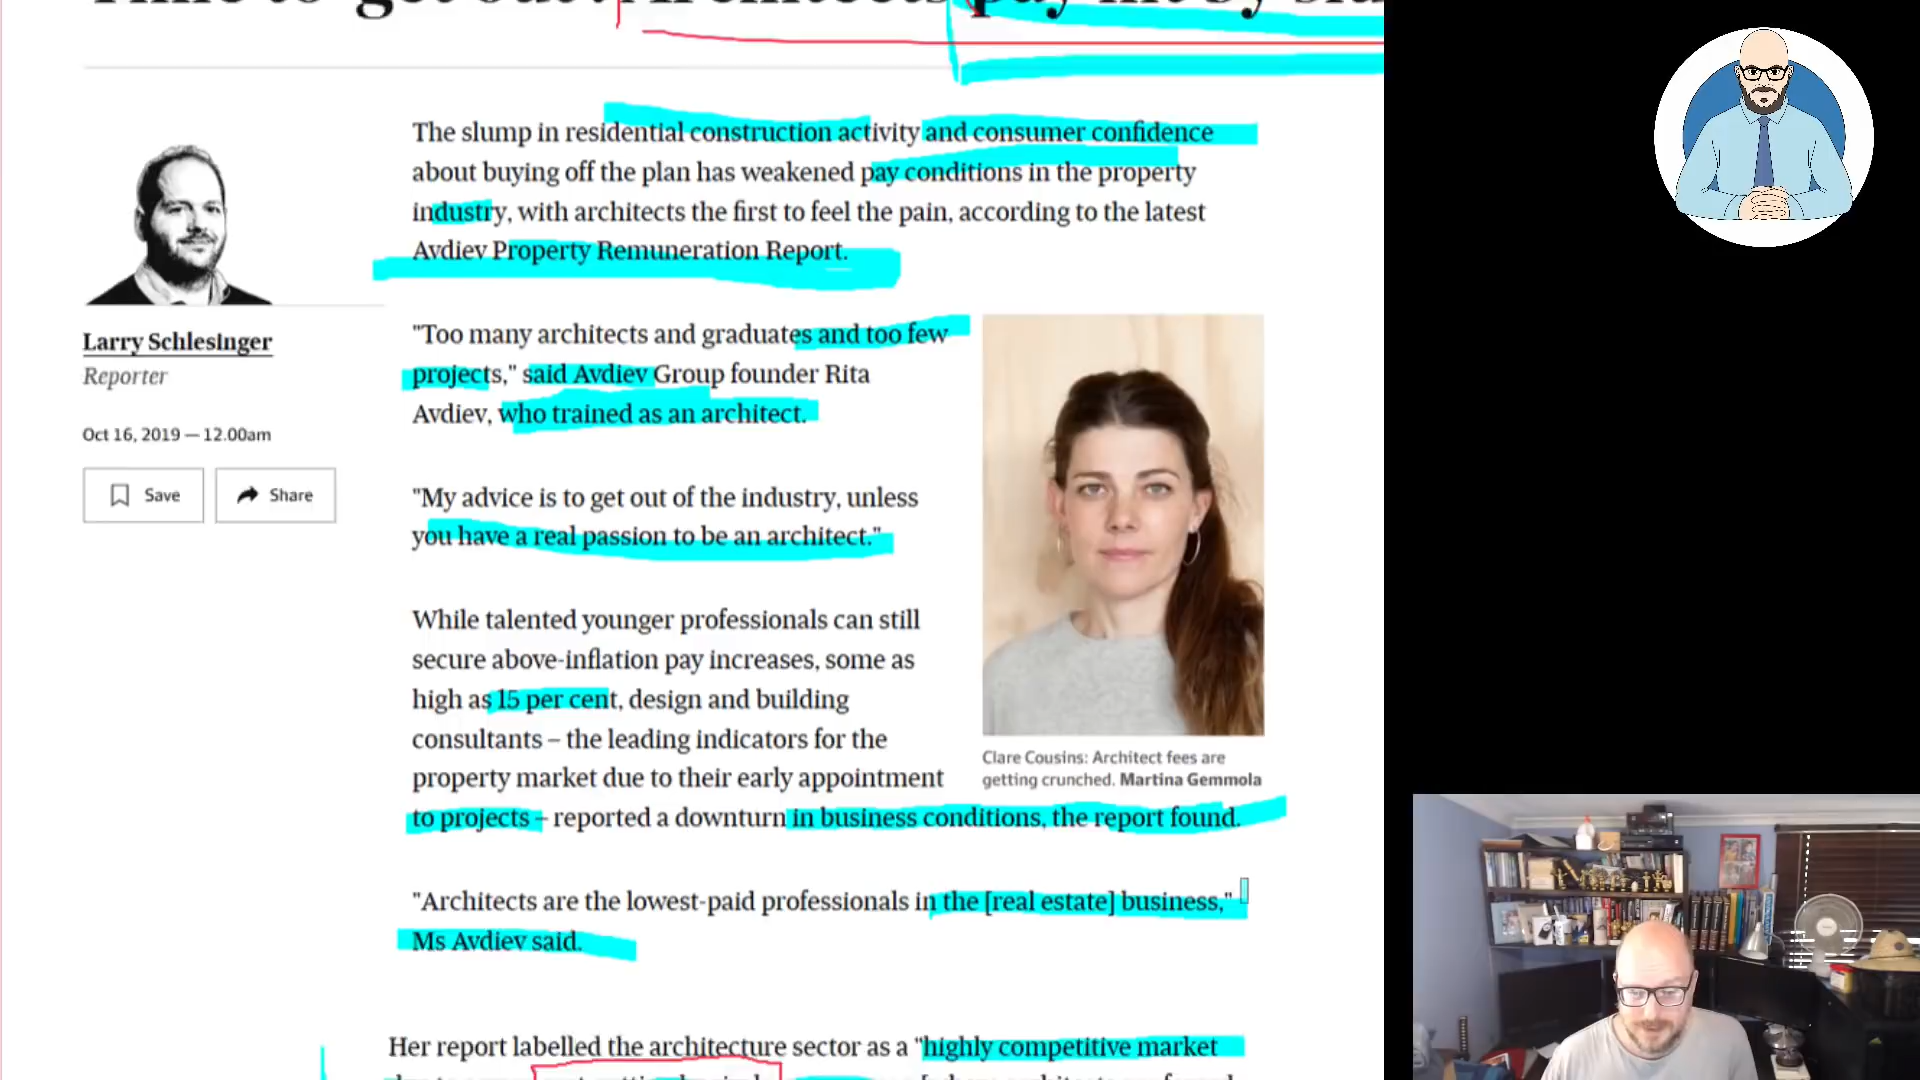 "Time to get out": Architects pay hit by
The slump in residential construction activity and consumer confidence
about buying off the plan has weakened pay conditions in the property
industry, with architects the first to feel the pain, according to the latest
Avdiev Property Remuneration Report.
Larry Schlesinger
Reporter
Oct 16, 2019 — 12.00am
Save
Share
"Too many architects and graduates and too few
projects," said Avdiev Group founder Rita
Avdiev, who trained as an architect.
"My advice is to get out of the industry, unless
you have a real passion to be an architect."
While talented younger professionals can still
secure above-inflation pay increases, some as
high as 15 per cent, design and building
consultants – the leading indicators for the
property market due to their early appointment
to projects – reported a downturn in business conditions, the report found.
Clare Cousins: Architect fees are
getting crunched. Martina Gemmola
"Architects are the lowest-paid professionals in the [real estate] business,"
Ms Avdiev said.
Her report labelled the architecture sector as a "highly competitive market